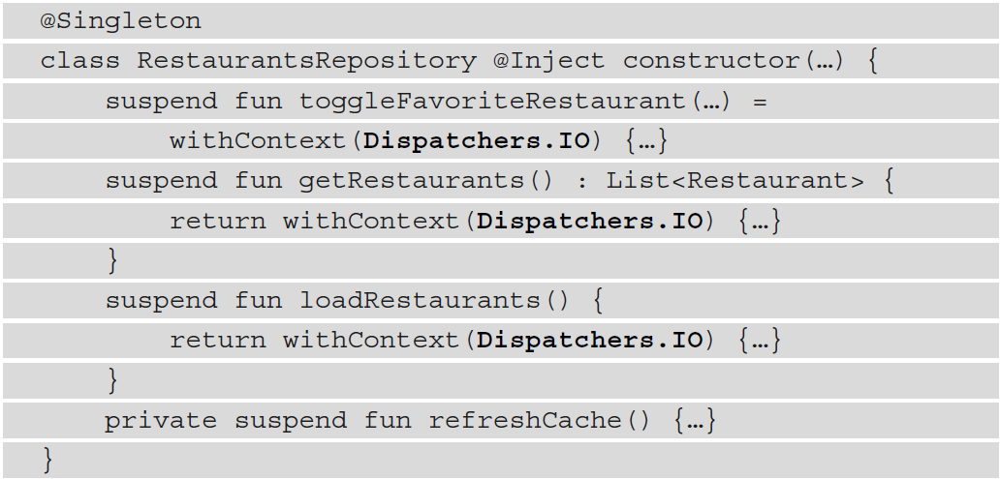 @Singleton
class RestaurantsRepository @Inject constructor(…) {
    suspend fun toggleFavoriteRestaurant(…) =
        withContext(Dispatchers.IO) {…}
    suspend fun getRestaurants() : List<Restaurant> {
        return withContext(Dispatchers.IO) {…}
    }
    suspend fun loadRestaurants() {
        return withContext(Dispatchers.IO) {…}
    }
    private suspend fun refreshCache() {…}
}